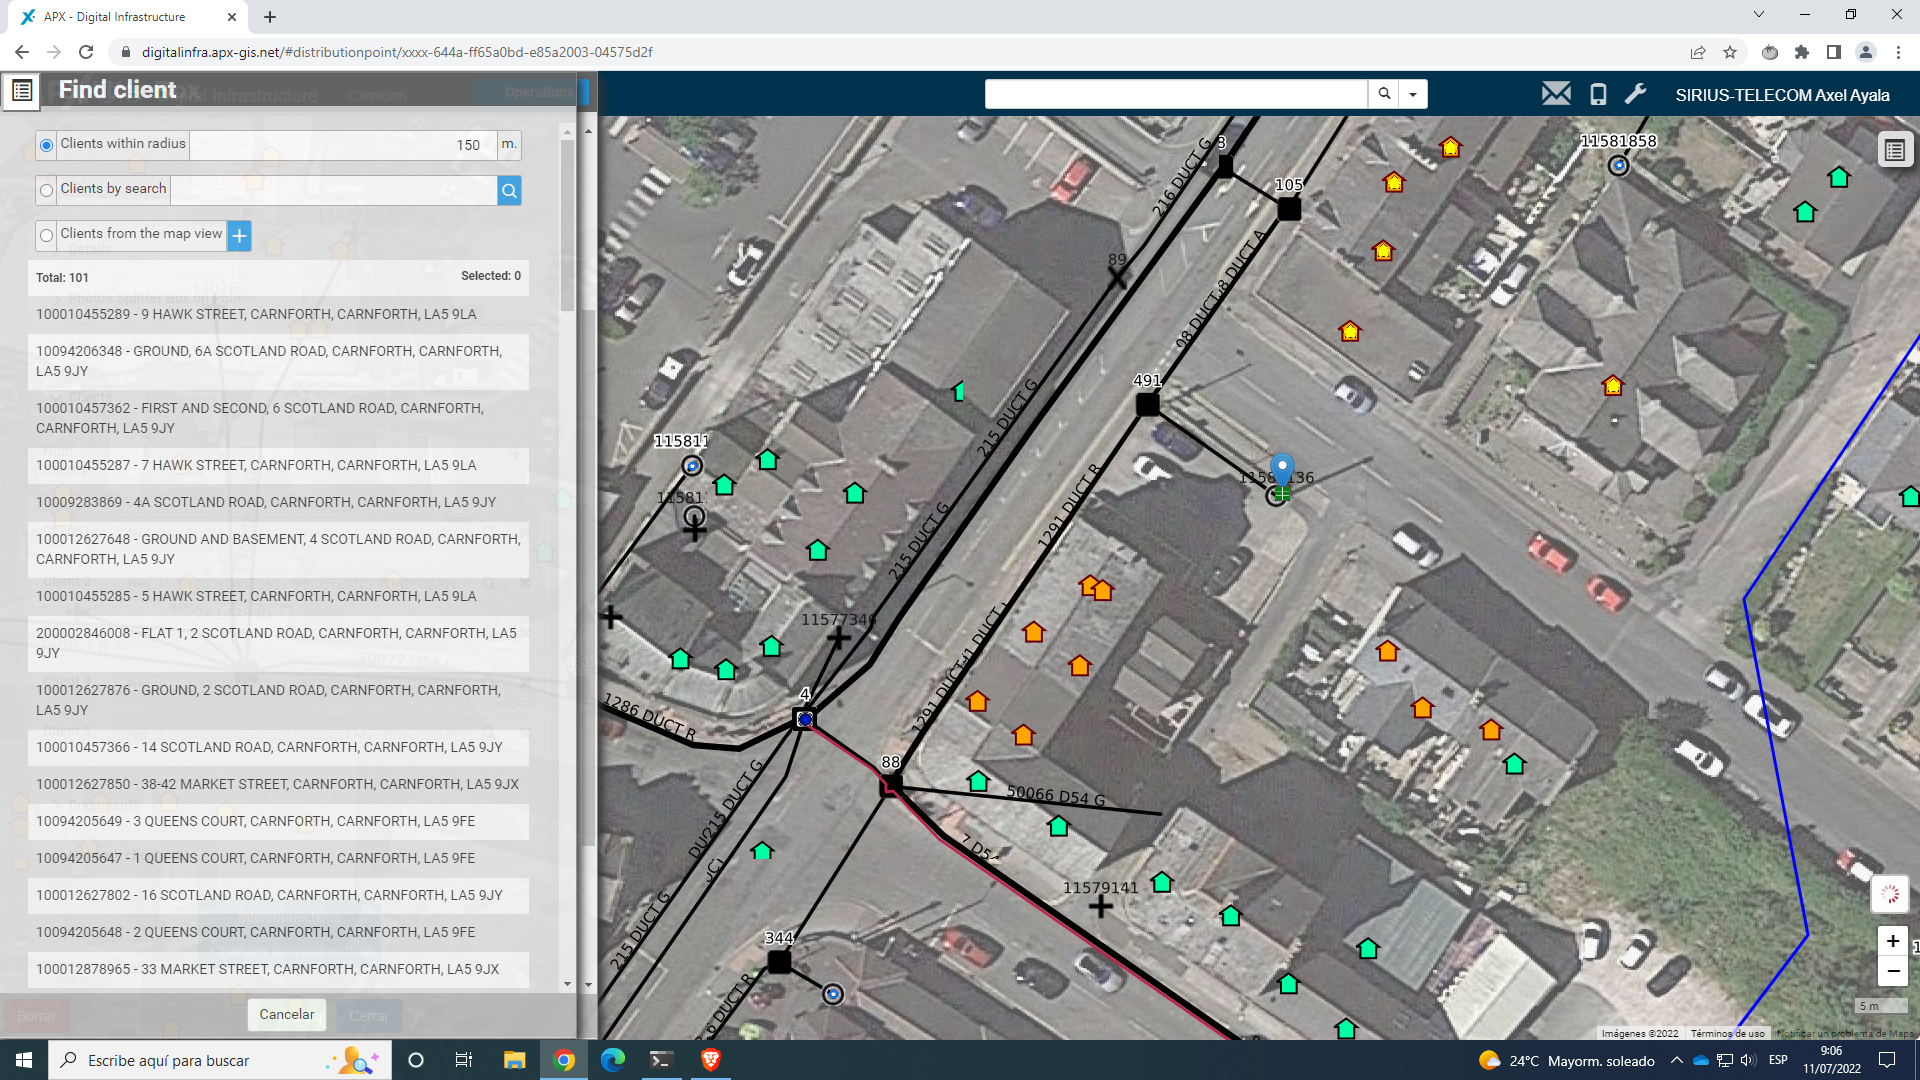 APX - Digital Infrastructure
digitalinfra.apx-gis.net/#distributionpoint/xxxx-644a-ff65a0bd-e85a2003-04575d2f
Find client
Digital Infrastructure
Carnforth
Operations
SIRIUS-TELECOM Axel Ayala
Clients within radius
150
m.
Clients by search
Clients from the map view
Total: 101
Selected: 0
100010455289 - 9 HAWK STREET, CARNFORTH, CARNFORTH, LA5 9LA
10094206348 - GROUND, 6A SCOTLAND ROAD, CARNFORTH, CARNFORTH,
LA5 9JY
100010457362 - FIRST AND SECOND, 6 SCOTLAND ROAD, CARNFORTH,
CARNFORTH, LA5 9JY
100010455287 - 7 HAWK STREET, CARNFORTH, CARNFORTH, LA5 9LA
10009283869 - 4A SCOTLAND ROAD, CARNFORTH, CARNFORTH, LA5 9JY
100012627648 - GROUND AND BASEMENT, 4 SCOTLAND ROAD, CARNFORTH,
CARNFORTH, LA5 9JY
100010455285 - 5 HAWK STREET, CARNFORTH, CARNFORTH, LA5 9LA
200002846008 - FLAT 1, 2 SCOTLAND ROAD, CARNFORTH, CARNFORTH, LA5
9JY
100012627876 - GROUND, 2 SCOTLAND ROAD, CARNFORTH, CARNFORTH,
LA5 9JY
100010457366 - 14 SCOTLAND ROAD, CARNFORTH, CARNFORTH, LA5 9JY
100012627850 - 38-42 MARKET STREET, CARNFORTH, CARNFORTH, LA5 9JX
10094205649 - 3 QUEENS COURT, CARNFORTH, CARNFORTH, LA5 9FE
10094205647 - 1 QUEENS COURT, CARNFORTH, CARNFORTH, LA5 9FE
100012627802 - 16 SCOTLAND ROAD, CARNFORTH, CARNFORTH, LA5 9JY
10094205648 - 2 QUEENS COURT, CARNFORTH, CARNFORTH, LA5 9FE
100012878965 - 33 MARKET STREET, CARNFORTH, CARNFORTH, LA5 9JX
Borrar
Cancelar
Cerrar
3
105
11581858
216 DUCT G
89
08 DUCT 8 DUCT A
491
215 DUCT G
115811
11581
215 DUCT G
1291 DUCT R
1291 DUCT
11577346
4
1286 DUCT R
88
50066 D54 G
215 DUCT G
7 D54
11579141
215 DUCT G
344
DUCT R
5 m
Imágenes ©2022
Términos de uso
Notificar un problema de Maps
Escribe aquí para buscar
24°C Mayorm. soleado
ESP
9:06
11/07/2022